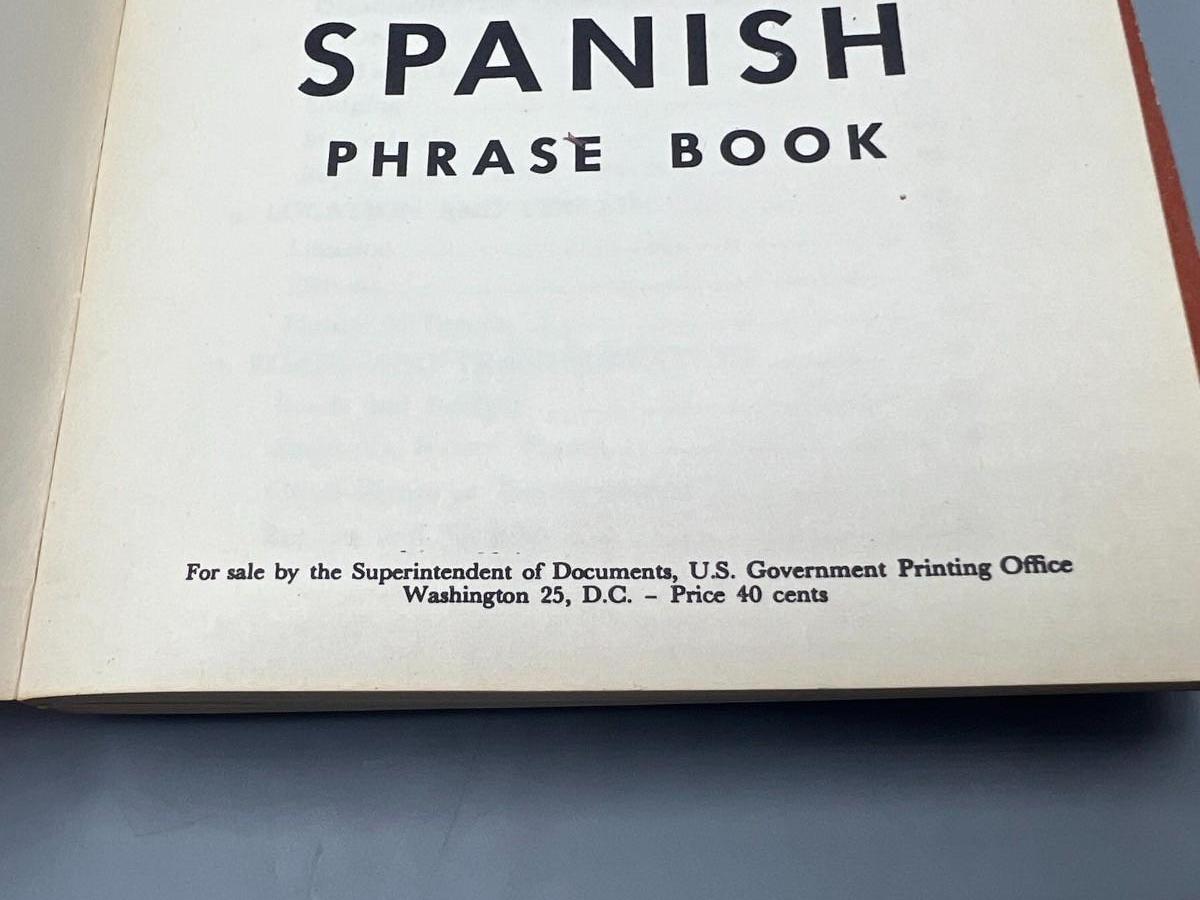 SPANISH
PHRASE BOOK
For sale by the Superintendent of Documents, U.S. Government Printing Office
Washington 25, D.C. – Price 40 cents